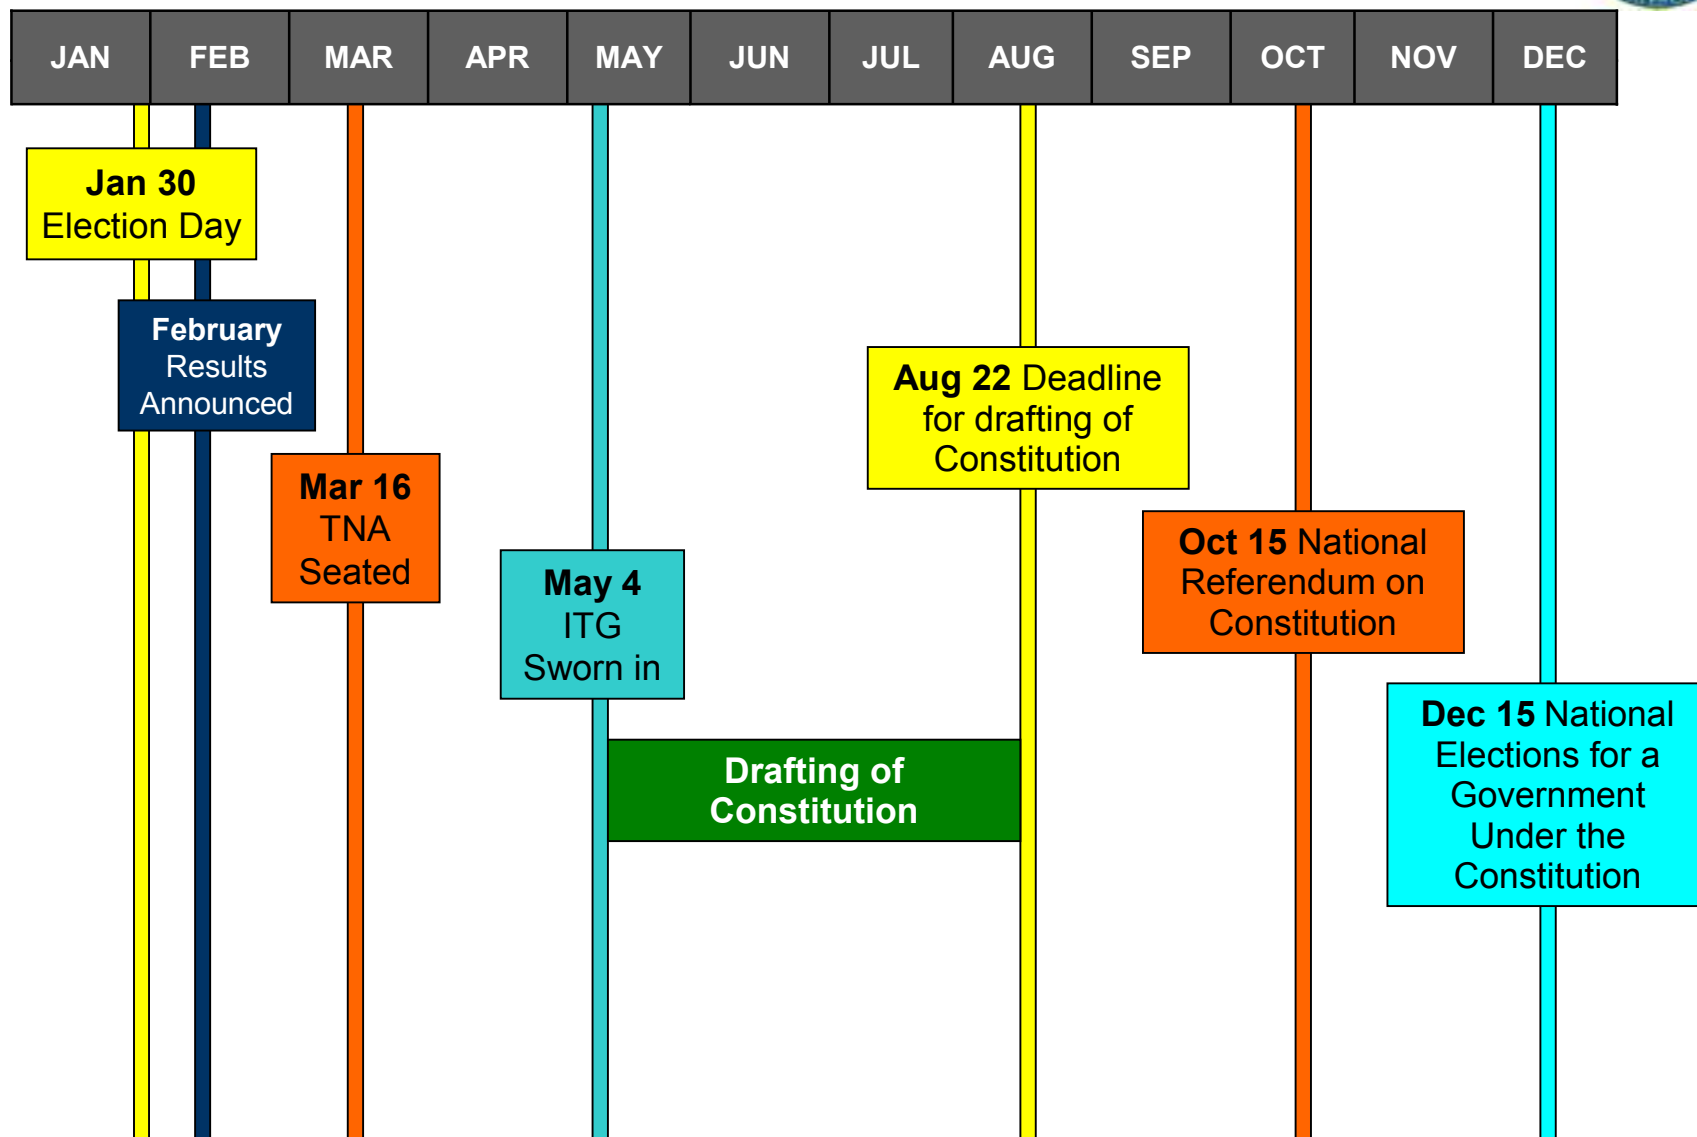 JAN FEB MAR APR MAY JUN JUL AUG SEP OCT NOV DEC
Jan 30
Election Day
February
Results
Announced
Mar 16
TNA
Seated
May 4
ITG
Sworn in
Drafting of
Constitution
Aug 22 Deadline
for drafting of
Constitution
Oct 15 National
Referendum on
Constitution
Dec 15 National
Elections for a
Government
Under the
Constitution